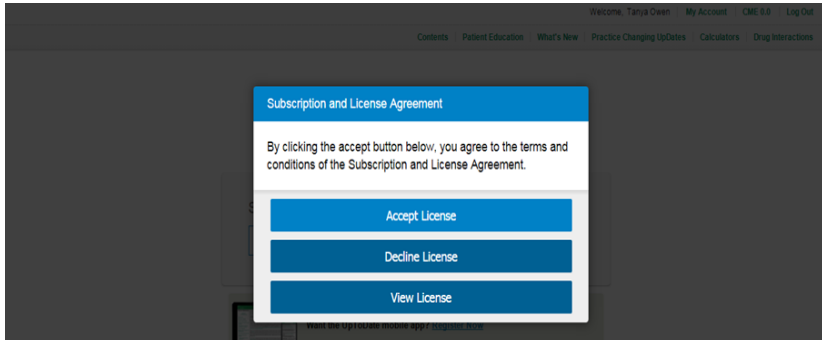 Welcome, Tanya Owen My Account CME 0.0 Log Out
Contents Patient Education What's New Practice Changing UpDates Calculators Drug Interactions
Subscription and License Agreement
By clicking the accept button below, you agree to the terms and
conditions of the Subscription and License Agreement.
S
Accept License
Decline License
View License
Want the UpToDate mobile app? Register Now